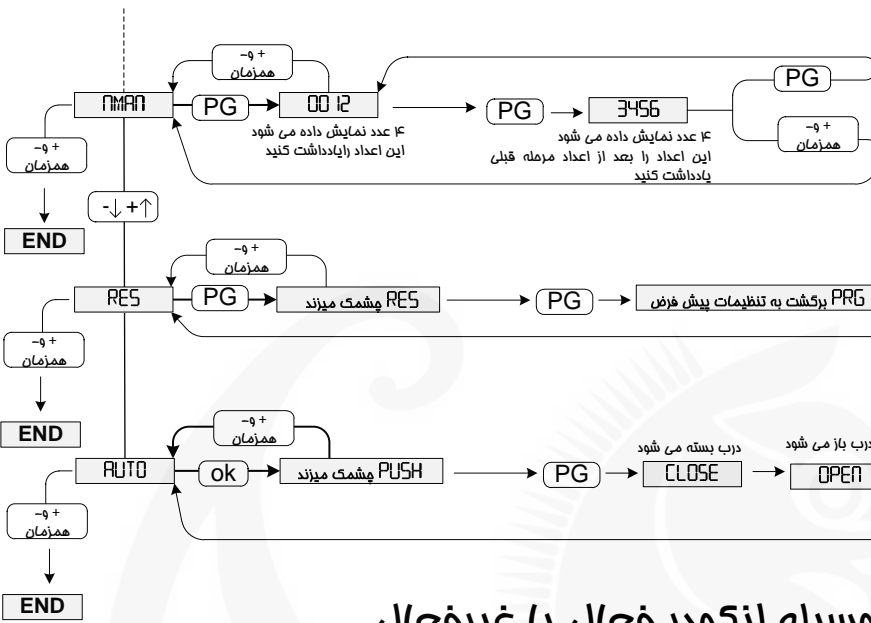 + و-
همزمان
NMAN
PG
0012
PG
3456
PG
+ و-
همزمان
۴ عدد نمایش داده می شود
این اعداد رایادداشت کنید
۴ عدد نمایش داده می شود
این اعداد را بعد از اعداد مرحله قبلی
یادداشت کنید
+ و-
همزمان
END
-↓+↑
+ و-
همزمان
RES
PG
RES چشمک میزند
PG
PRG برگشت به تنظیمات پیش فرض
+ و-
همزمان
END
+ و-
همزمان
درب بسته می شود
درب باز می شود
AUTO
ok
PUSH چشمک میزند
PG
CLOSE
OPEN
+ و-
همزمان
END